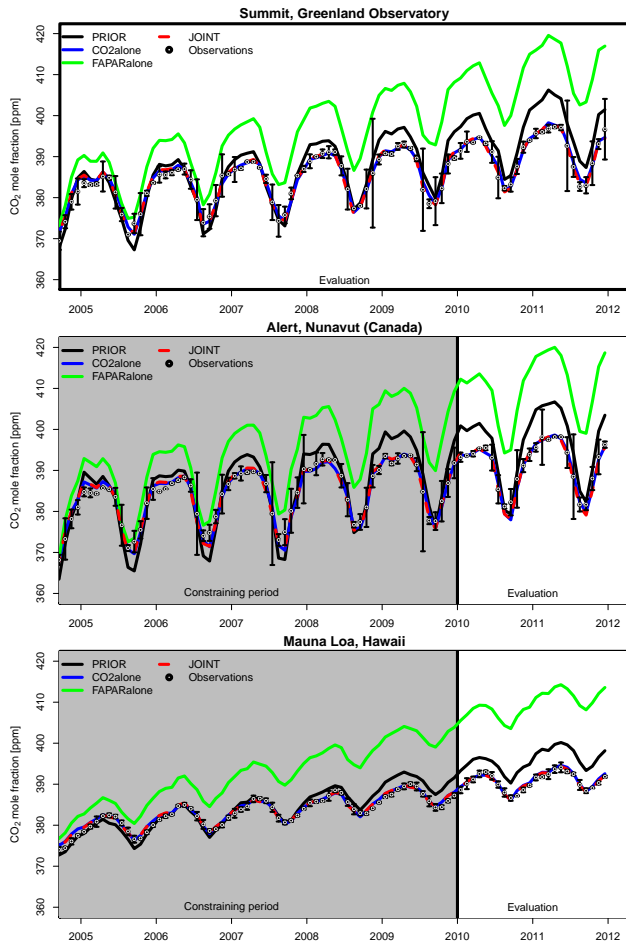 Summit, Greenland Observatory
CO2 mole fraction [ppm]
420
410
400
390
380
370
360
PRIOR
CO2alone
FAPARalone
JOINT
Observations
Evaluation
2005 2006 2007 2008 2009 2010 2011 2012
Alert, Nunavut (Canada)
CO2 mole fraction [ppm]
420
410
400
390
380
370
360
PRIOR
CO2alone
FAPARalone
JOINT
Observations
Constraining period
Evaluation
2005 2006 2007 2008 2009 2010 2011 2012
Mauna Loa, Hawaii
CO2 mole fraction [ppm]
420
410
400
390
380
370
360
PRIOR
CO2alone
FAPARalone
JOINT
Observations
Constraining period
Evaluation
2005 2006 2007 2008 2009 2010 2011 2012